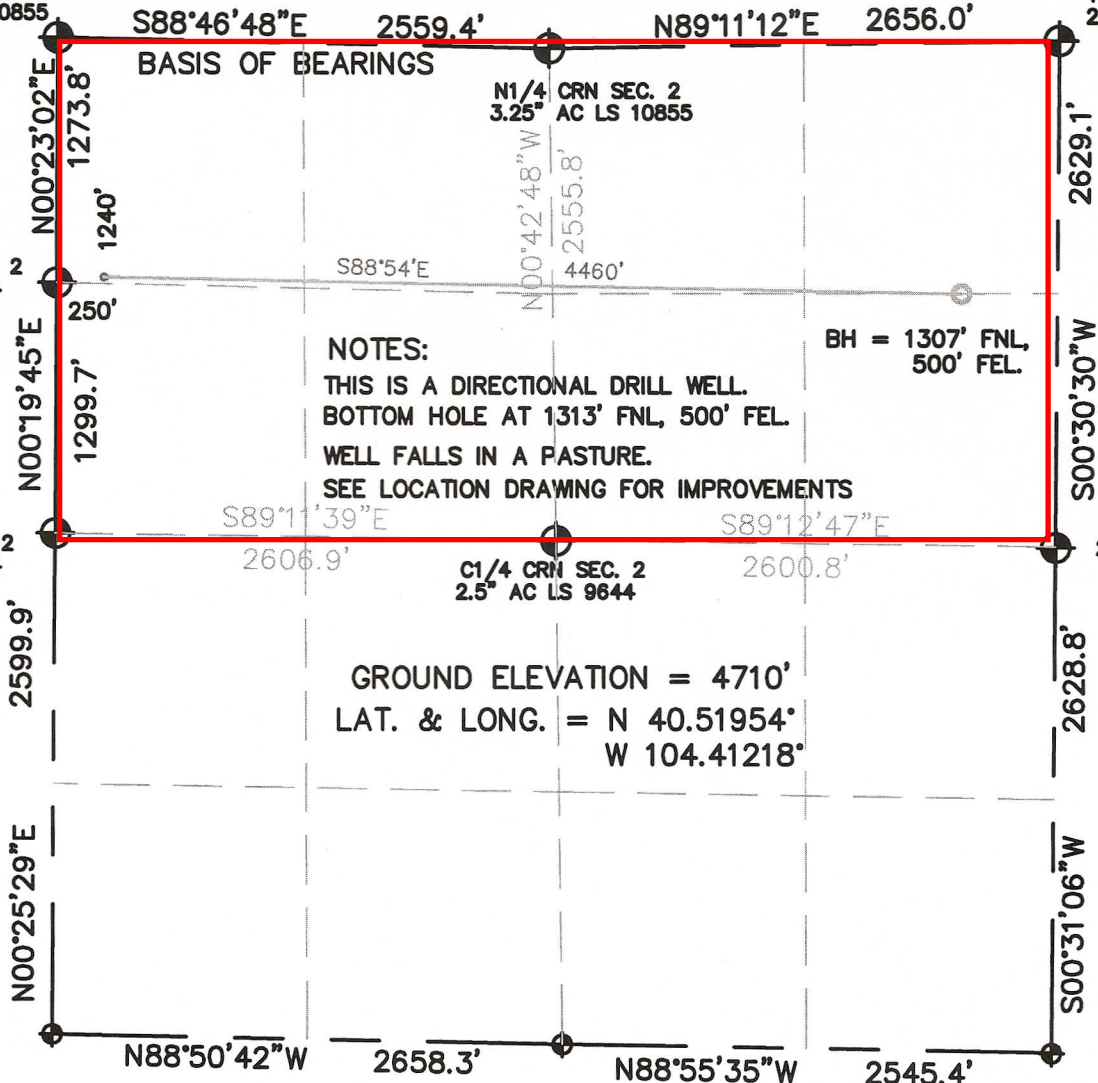 0855
S88°46'48"E
2559.4'
N89°11'12"E
2656.0'
2
BASIS OF BEARINGS
N00°23'02"E
1273.8'
N1/4 CRN SEC. 2
3.25" AC LS 10855
N00°42'48"W
2555.8'
2629.1'
1240'
2
S88°54'E
4460'
250'
BH = 1307' FNL,
500' FEL.
N00°19'45"E
1299.7'
NOTES:
THIS IS A DIRECTIONAL DRILL WELL.
BOTTOM HOLE AT 1313' FNL, 500' FEL.
WELL FALLS IN A PASTURE.
SEE LOCATION DRAWING FOR IMPROVEMENTS
S00°30'30"W
S89°11'39"E
2606.9'
S89°12'47"E
2600.8'
2
C1/4 CRN SEC. 2
2.5" AC LS 9644
2599.9'
2628.8'
GROUND ELEVATION = 4710'
LAT. & LONG. = N 40.51954°
W 104.41218°
N00°25'29"E
S00°31'06"W
N88°50'42"W
2658.3'
N88°55'35"W
2545.4'